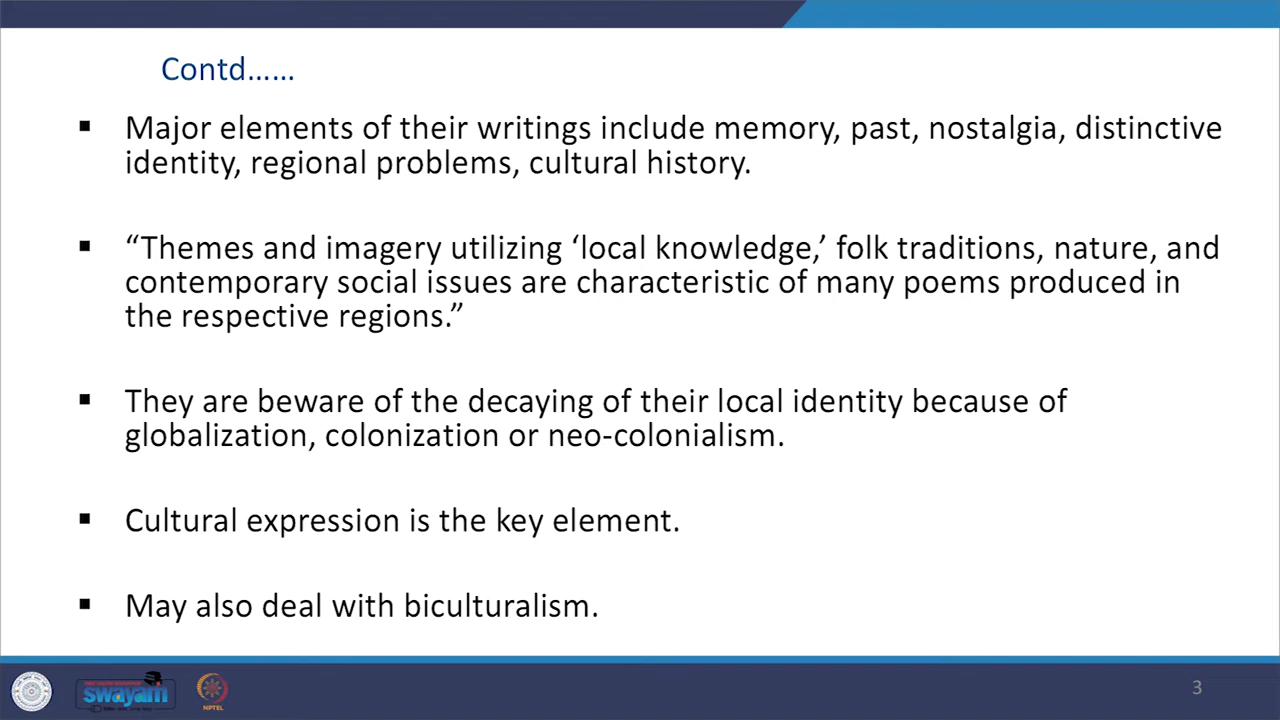 Contd......
▪ Major elements of their writings include memory, past, nostalgia, distinctive
identity, regional problems, cultural history.
▪ “Themes and imagery utilizing ‘local knowledge,’ folk traditions, nature, and
contemporary social issues are characteristic of many poems produced in
the respective regions.”
▪ They are beware of the decaying of their local identity because of
globalization, colonization or neo-colonialism.
▪ Cultural expression is the key element.
▪ May also deal with biculturalism.
swayam
NPTEL
3